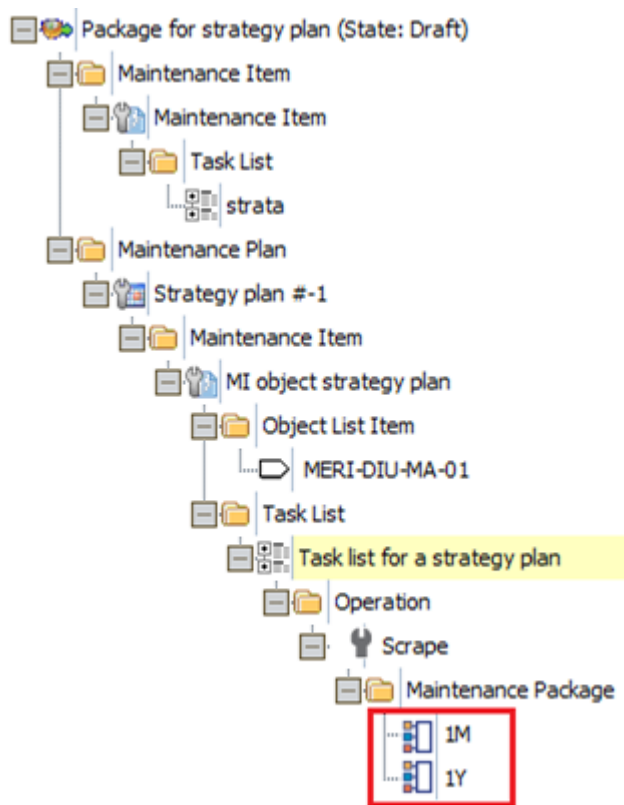 Package for strategy plan (State: Draft)
Maintenance Item
Maintenance Item
Task List
strata
Maintenance Plan
Strategy plan #-1
Maintenance Item
MI object strategy plan
Object List Item
MERI-DIU-MA-01
Task List
Task list for a strategy plan
Operation
Scrape
Maintenance Package
1M
1Y